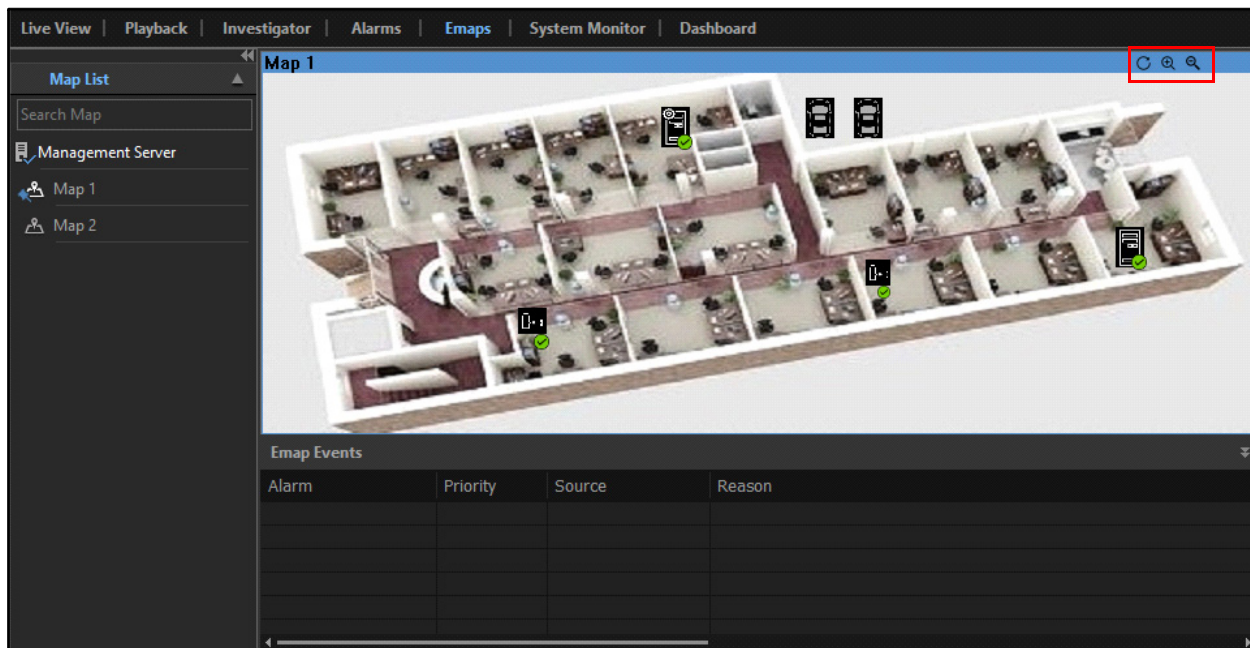 Live View | Playback | Investigator | Alarms | Emaps | System Monitor | Dashboard
Map List
Search Map
Management Server
Map 1
Map 2
Map 1
Emap Events
Alarm Priority Source Reason